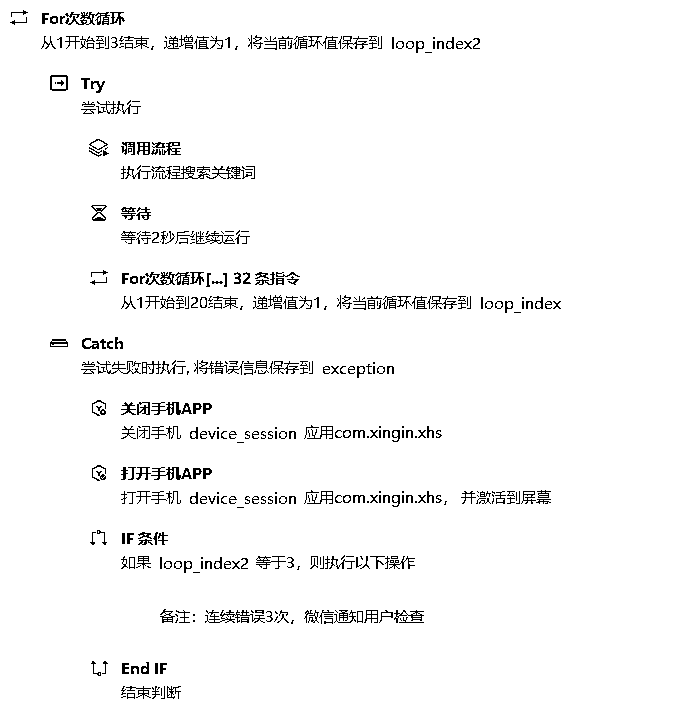 For次数循环
从1开始到3结束，递增值为1，将当前循环值保存到 loop_index2
Try
尝试执行
调用流程
执行流程搜索关键词
等待
等待2秒后继续运行
For次数循环[...] 32 条指令
从1开始到20结束，递增值为1，将当前循环值保存到 loop_index
Catch
尝试失败时执行, 将错误信息保存到 exception
关闭手机APP
关闭手机 device_session 应用com.xingin.xhs
打开手机APP
打开手机 device_session 应用com.xingin.xhs， 并激活到屏幕
IF 条件
如果 loop_index2 等于3，则执行以下操作
备注：连续错误3次，微信通知用户检查
End IF
结束判断